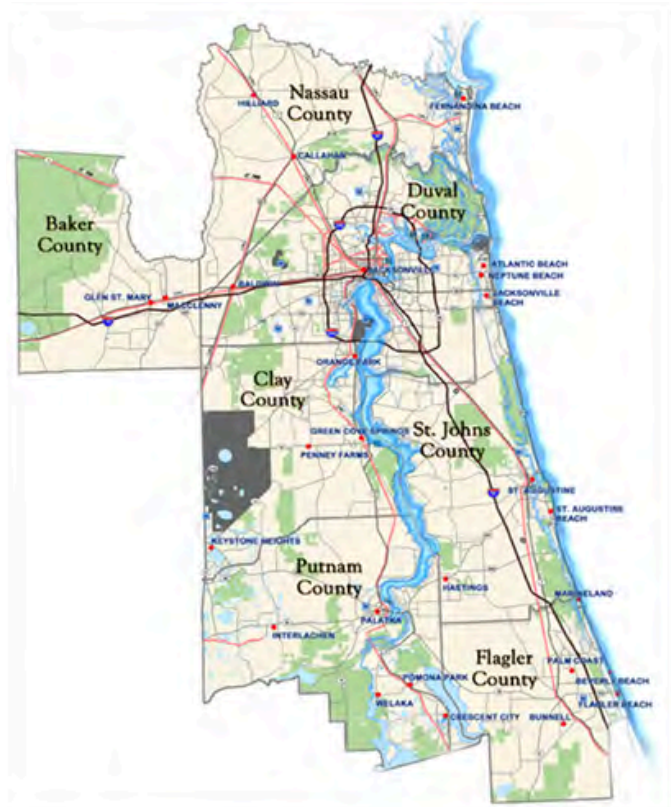 Nassau
County
HILLIARD
FERNANDINA BEACH
CALLAHAN
Duval
County
Baker
County
ATLANTIC BEACH
NEPTUNE BEACH
JACKSONVILLE
JACKSONVILLE
BEACH
BALDWIN
GLEN ST. MARY
MACCLENNY
ORANGE PARK
Clay
County
GREEN COVE SPRINGS
St. Johns
County
PENNEY FARMS
ST. AUGUSTINE
ST. AUGUSTINE
BEACH
KEYSTONE HEIGHTS
Putnam
County
HASTINGS
MARINELAND
PALATKA
INTERLACHEN
Flagler
County
PALM COAST
POMONA PARK
BEVERLY BEACH
WELAKA
FLAGLER BEACH
CRESCENT CITY
BUNNELL